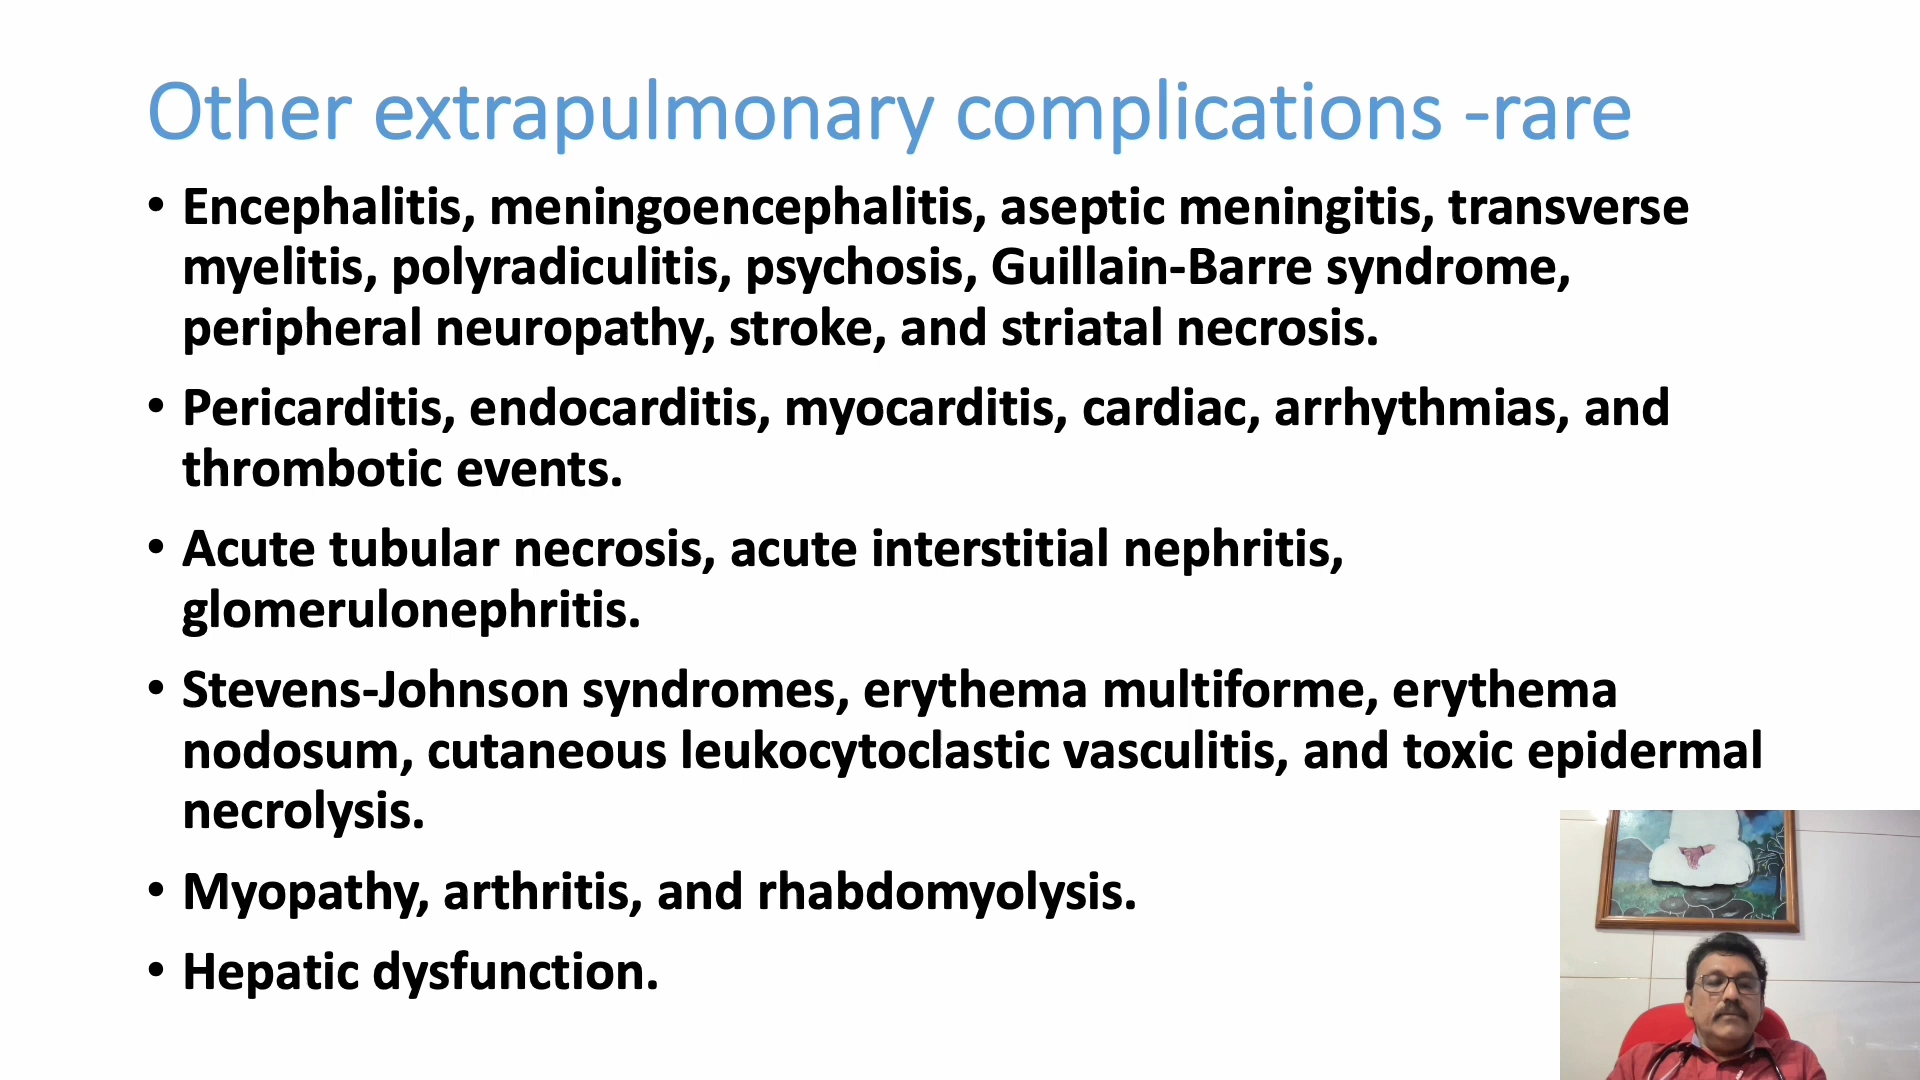 Other extrapulmonary complications -rare
• Encephalitis, meningoencephalitis, aseptic meningitis, transverse
myelitis, polyradiculitis, psychosis, Guillain-Barre syndrome,
peripheral neuropathy, stroke, and striatal necrosis.
• Pericarditis, endocarditis, myocarditis, cardiac, arrhythmias, and
thrombotic events.
• Acute tubular necrosis, acute interstitial nephritis,
glomerulonephritis.
• Stevens-Johnson syndromes, erythema multiforme, erythema
nodosum, cutaneous leukocytoclastic vasculitis, and toxic epidermal
necrolysis.
• Myopathy, arthritis, and rhabdomyolysis.
• Hepatic dysfunction.